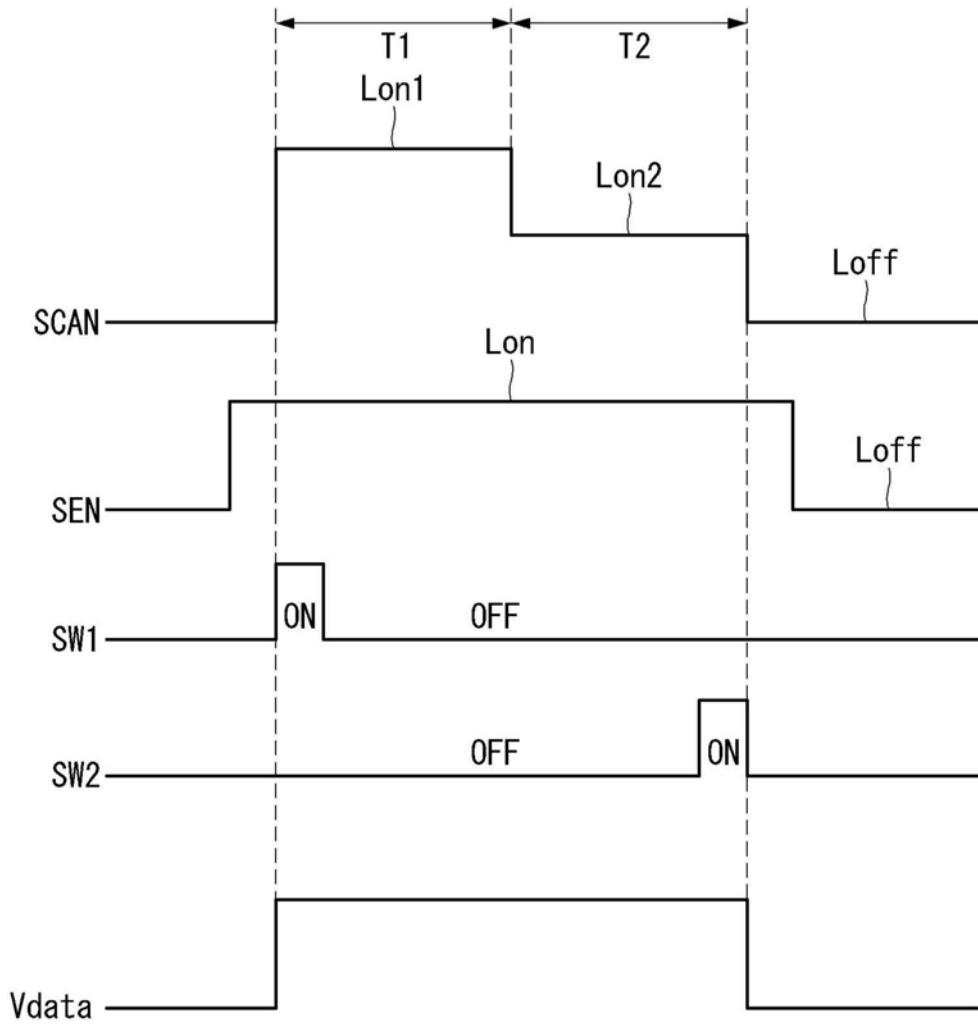 T1 T2
Lon1
Lon2
Loff
SCAN
Lon
Loff
SEN
ON OFF
SW1
OFF ON
SW2
Vdata